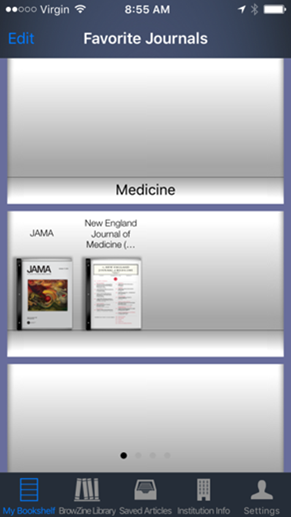 Virgin 8:55 AM
Edit Favorite Journals
Medicine
JAMA
New England
Journal of
Medicine (...
JAMA
My Bookshelf BrowZine Library Saved Articles Institution Info Settings